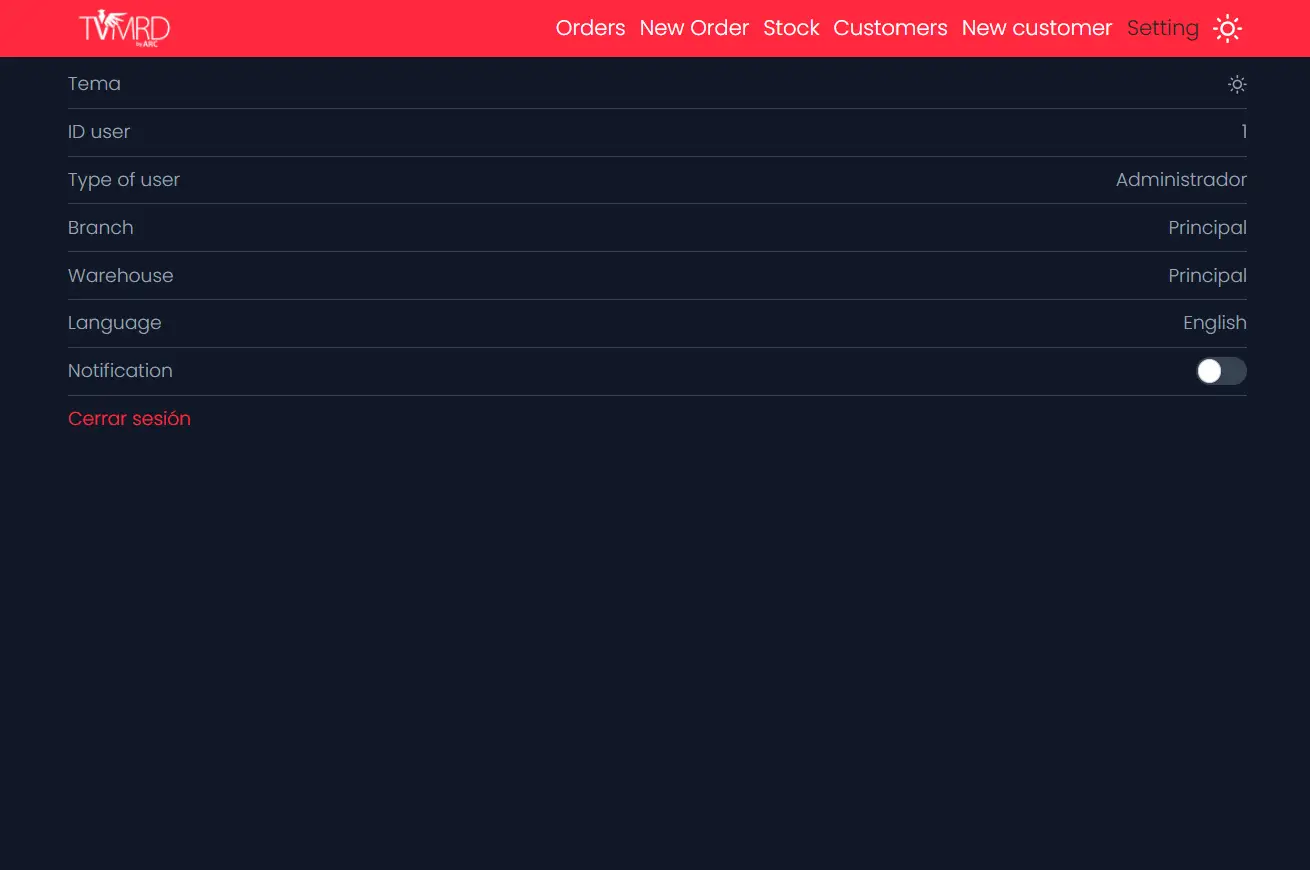 TVMRD
by ARC
Orders New Order Stock Customers New customer Setting
Tema
ID user 1
Type of user Administrador
Branch Principal
Warehouse Principal
Language English
Notification
Cerrar sesión